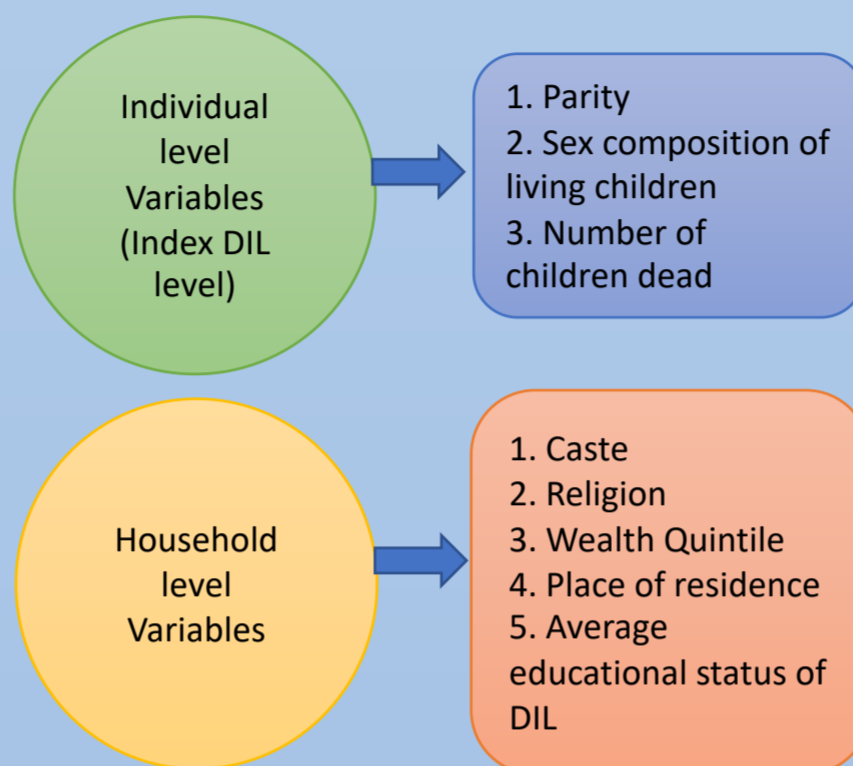 Individual
level
Variables
(Index DIL
level)
1. Parity
2. Sex composition of
living children
3. Number of
children dead
Household
level
Variables
1. Caste
2. Religion
3. Wealth Quintile
4. Place of residence
5. Average
educational status of
DIL